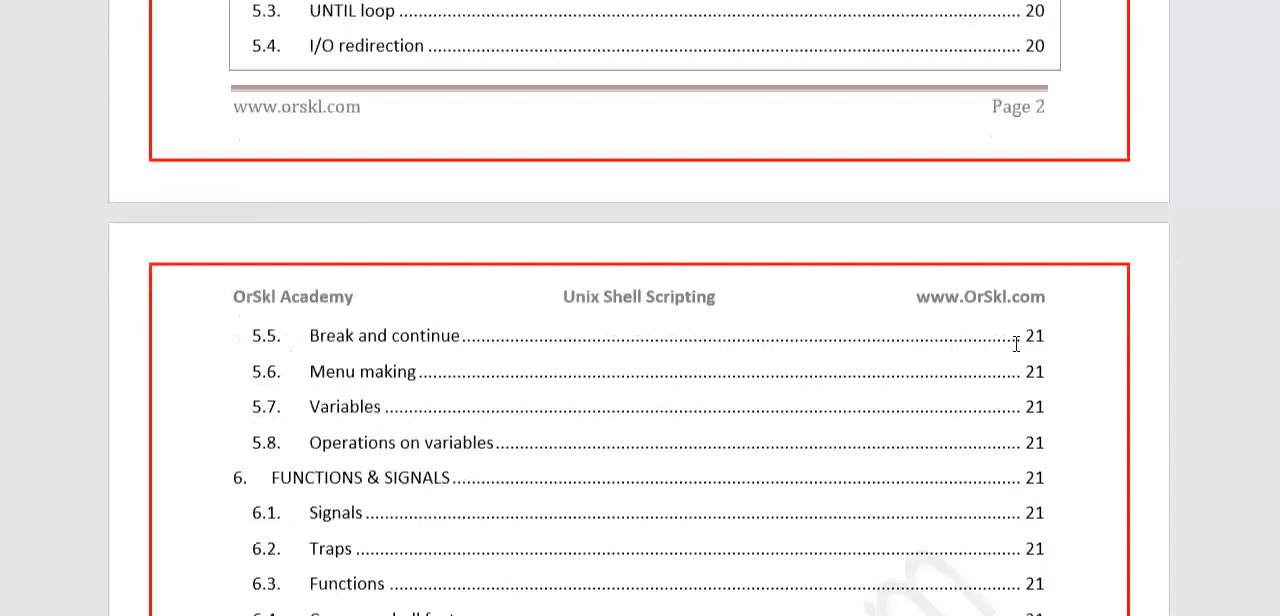 5.3. UNTIL loop ........................................ 20
5.4. I/O redirection ........................................ 20
www.orskl.com Page 2
OrSkl Academy Unix Shell Scripting www.OrSkl.com
5.5. Break and continue ........................................ 21
5.6. Menu making ........................................ 21
5.7. Variables ........................................ 21
5.8. Operations on variables ........................................ 21
6. FUNCTIONS & SIGNALS ........................................ 21
6.1. Signals ........................................ 21
6.2. Traps ........................................ 21
6.3. Functions ........................................ 21